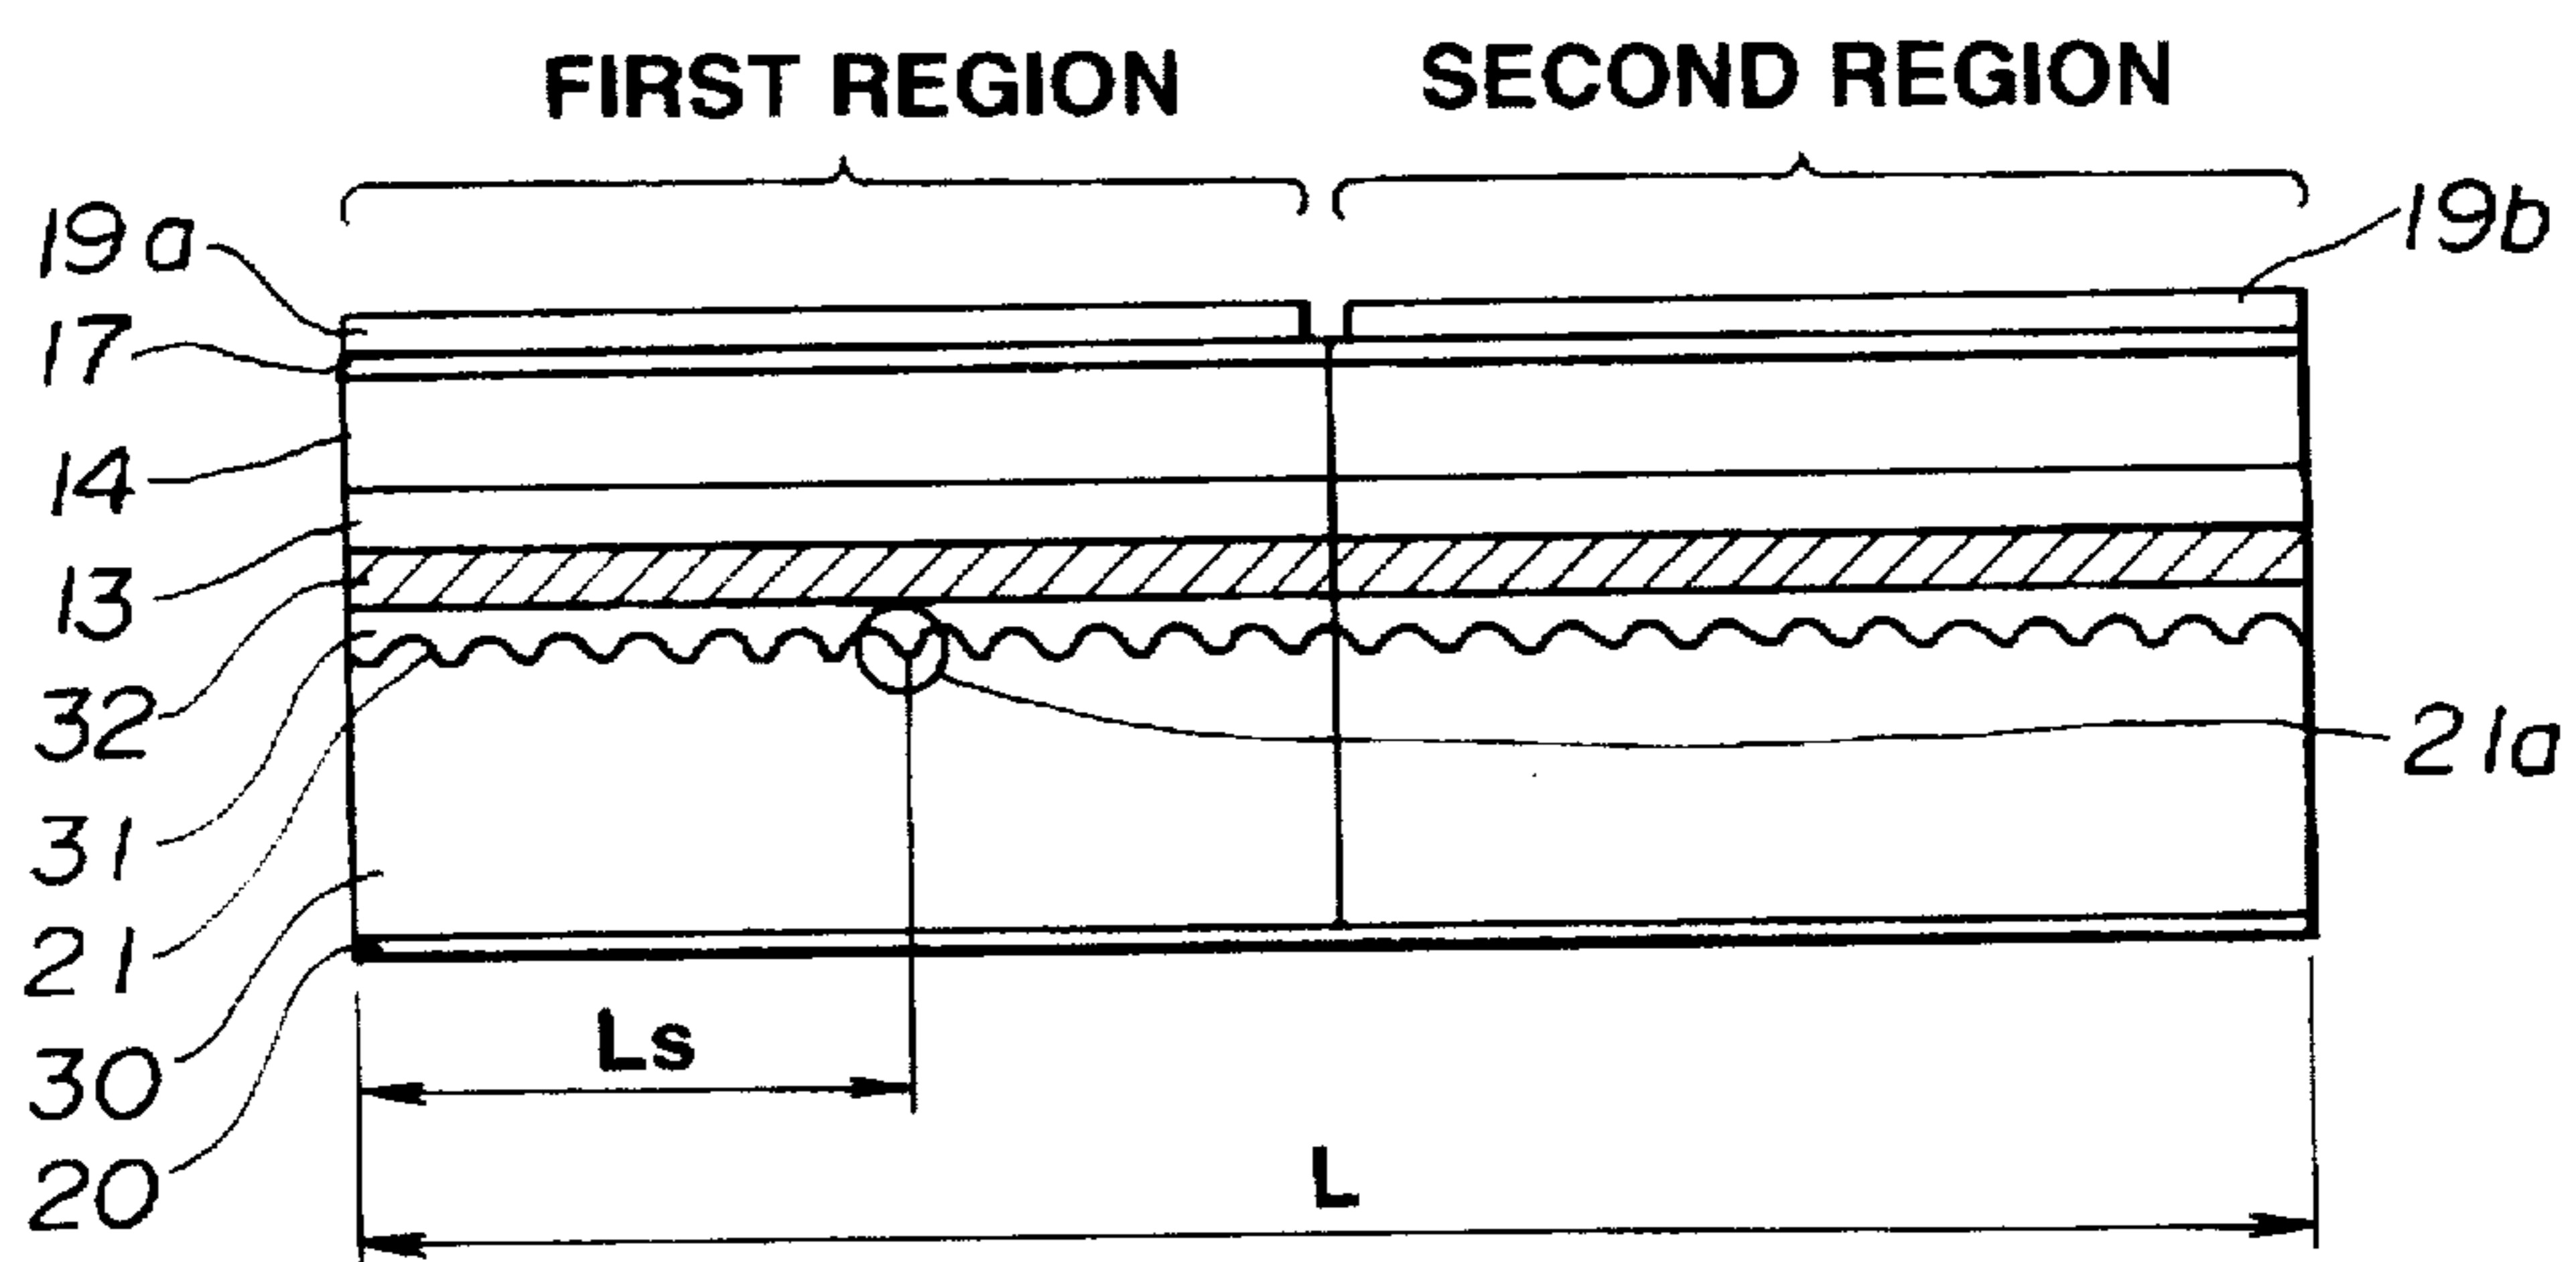 FIRST REGION SECOND REGION
19a
19b
17
14
13
32
31
21
30
20
21a
Ls
L